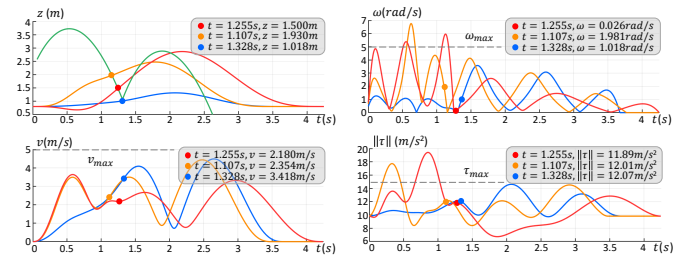 z (m)
4
3.5
3
2.5
2
1.5
1
0.5
0 0.5 1 1.5 2 2.5 3 3.5 4 t(s)
t = 1.255s, z = 1.500m
t = 1.107s, z = 1.930m
t = 1.328s, z = 1.018m
ω(rad/s)
7
6
5
4
3
2
1
0
0 0.5 1 1.5 2 2.5 3 3.5 t(s)
ω_max
t = 1.255s, ω = 0.026rad/s
t = 1.107s, ω = 1.981rad/s
t = 1.328s, ω = 1.018rad/s
v(m/s)
5
4
3
2
1
0
0 0.5 1 1.5 2 2.5 3 3.5 4 t(s)
v_max
t = 1.255s, v = 2.180m/s
t = 1.107s, v = 2.354m/s
t = 1.328s, v = 3.418m/s
‖τ‖ (m/s²)
20
18
16
14
12
10
8
6
0 0.5 1 1.5 2 2.5 3 3.5 4 t(s)
τ_max
t = 1.255s, ‖τ‖ = 11.89m/s²
t = 1.107s, ‖τ‖ = 12.01m/s²
t = 1.328s, ‖τ‖ = 12.07m/s²